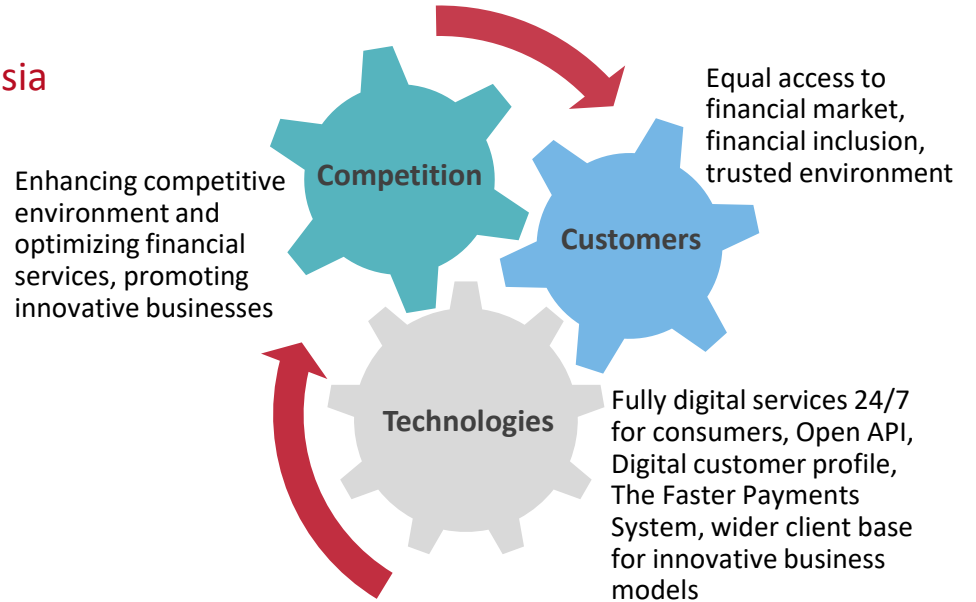 sia
Competition
Enhancing competitive
environment and
optimizing financial
services, promoting
innovative businesses
Equal access to
financial market,
financial inclusion,
trusted environment
Customers
Technologies
Fully digital services 24/7
for consumers, Open API,
Digital customer profile,
The Faster Payments
System, wider client base
for innovative business
models